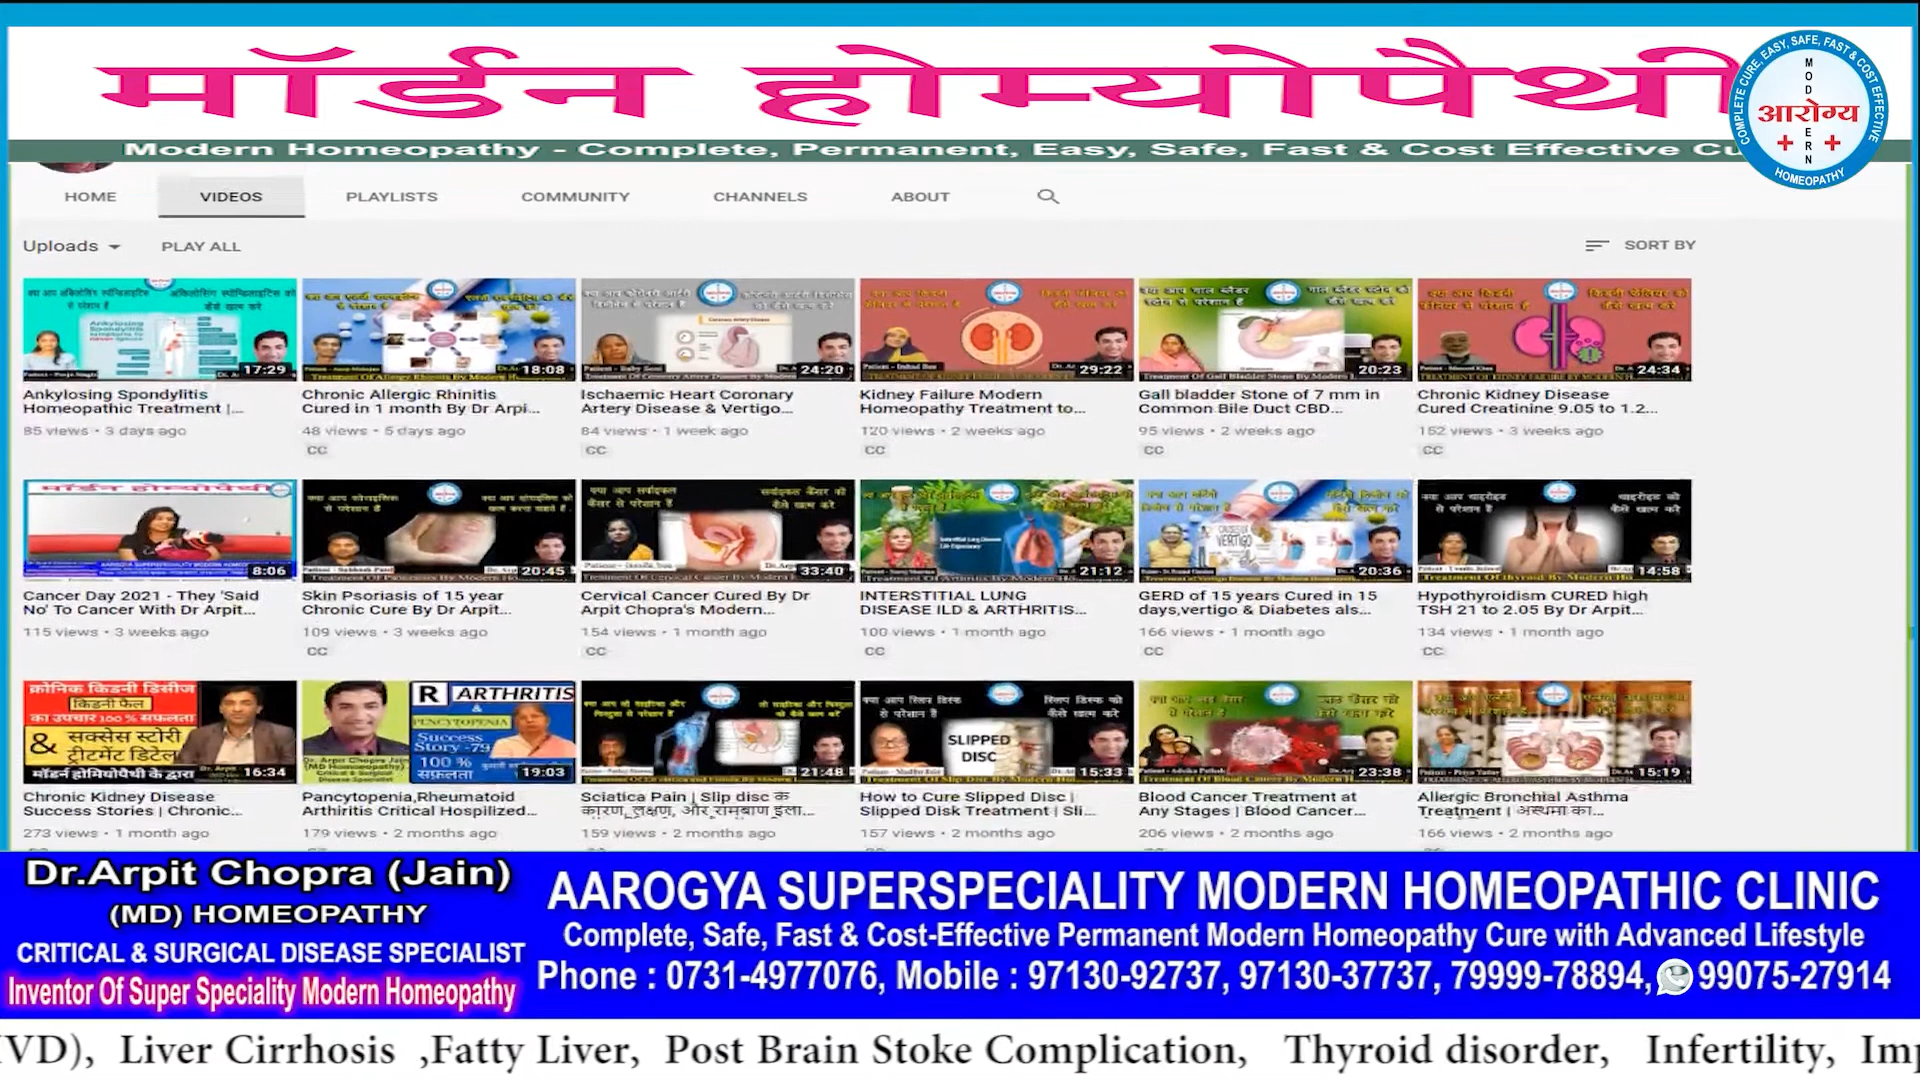 मॉर्डन होम्योपैथी
Modern Homeopathy - Complete, Permanent, Easy, Safe, Fast & Cost Effective Cu
COMPLETE CURE, EASY, SAFE, FAST & COST EFFECTIVE
MODERN
आरोग्य
HOMEOPATHY
HOME VIDEOS PLAYLISTS COMMUNITY CHANNELS ABOUT
Uploads PLAY ALL SORT BY
17:29 18:08 24:20 29:22 20:23 24:34
Ankylosing Spondylitis
Homeopathic Treatment |...
85 views • 3 days ago
Chronic Allergic Rhinitis
Cured in 1 month By Dr Arpi...
48 views • 5 days ago
CC
Ischaemic Heart Coronary
Artery Disease & Vertigo...
84 views • 1 week ago
CC
Kidney Failure Modern
Homeopathy Treatment to...
120 views • 2 weeks ago
CC
Gall bladder Stone of 7 mm in
Common Bile Duct CBD...
95 views • 2 weeks ago
CC
Chronic Kidney Disease
Cured Creatinine 9.05 to 1.2...
152 views • 3 weeks ago
CC
मॉर्डन होम्योपैथी
8:06 20:45 33:40 21:12 20:36 14:58
Cancer Day 2021 - They 'Said
No' To Cancer With Dr Arpit...
115 views • 3 weeks ago
Skin Psoriasis of 15 year
Chronic Cure By Dr Arpit...
109 views • 3 weeks ago
CC
Cervical Cancer Cured By Dr
Arpit Chopra's Modern...
154 views • 1 month ago
CC
INTERSTITIAL LUNG
DISEASE ILD & ARTHRITIS...
100 views • 1 month ago
CC
GERD of 15 years Cured in 15
days,vertigo & Diabetes als...
166 views • 1 month ago
CC
Hypothyroidism CURED high
TSH 21 to 2.05 By Dr Arpit...
134 views • 1 month ago
CC
क्रोनिक किडनी डिसीज
किडनी फैल
का उपचार 100 % सफलता
& सक्सेस स्टोरी
ट्रीटमेंट डिटेल
मॉडर्न होमियोपैथी के द्वारा
16:34
R ARTHRITIS
&
PENCYTOPENIA
Success
Story -79
100 %
सफ़लता
19:03
21:48
SLIPPED
DISC
15:33
23:38
15:19
Chronic Kidney Disease
Success Stories | Chronic...
273 views • 1 month ago
Pancytopenia,Rheumatoid
Arthiritis Critical Hospilized...
179 views • 2 months ago
Sciatica Pain | Slip disc के
कारण, लक्षण, और रामबाण इला...
159 views • 2 months ago
How to Cure Slipped Disc |
Slipped Disk Treatment | Sli...
157 views • 2 months ago
Blood Cancer Treatment at
Any Stages | Blood Cancer...
206 views • 2 months ago
Allergic Bronchial Asthma
Treatment | अस्थमा का...
166 views • 2 months ago
Dr.Arpit Chopra (Jain)
(MD) HOMEOPATHY
CRITICAL & SURGICAL DISEASE SPECIALIST
Inventor Of Super Speciality Modern Homeopathy
AAROGYA SUPERSPECIALITY MODERN HOMEOPATHIC CLINIC
Complete, Safe, Fast & Cost-Effective Permanent Modern Homeopathy Cure with Advanced Lifestyle
Phone : 0731-4977076, Mobile : 97130-92737, 97130-37737, 79999-78894, 99075-27914
IVD), Liver Cirrhosis ,Fatty Liver, Post Brain Stoke Complication, Thyroid disorder, Infertility, Imp